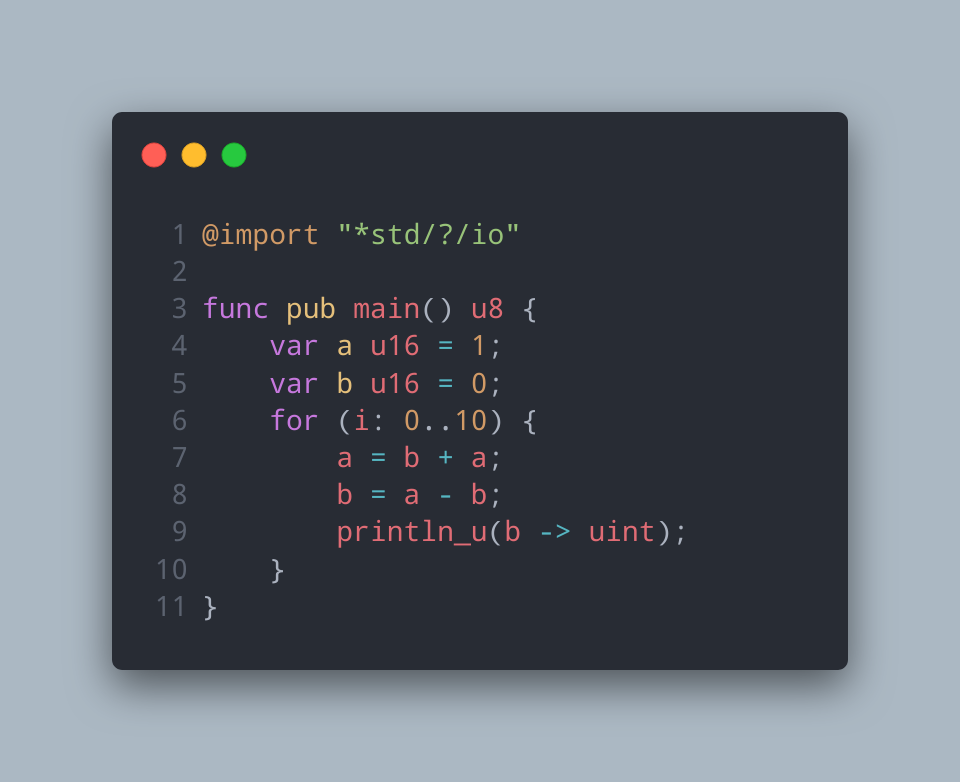 1 @import "*std/?/io"
2
3 func pub main() u8 {
4     var a u16 = 1;
5     var b u16 = 0;
6     for (i: 0..10) {
7         a = b + a;
8         b = a - b;
9         println_u(b -> uint);
10     }
11 }